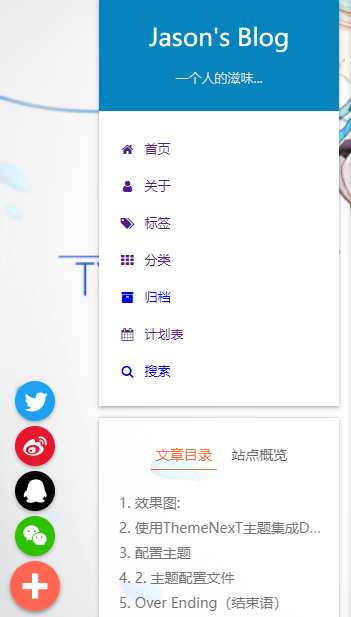 Jason's Blog
一个人的滋味...
首页
关于
标签
分类
归档
计划表
搜索
文章目录 站点概览
1. 效果图:
2. 使用ThemeNexT主题集成D...
3. 配置主题
4. 2. 主题配置文件
5. Over Ending（结束语）